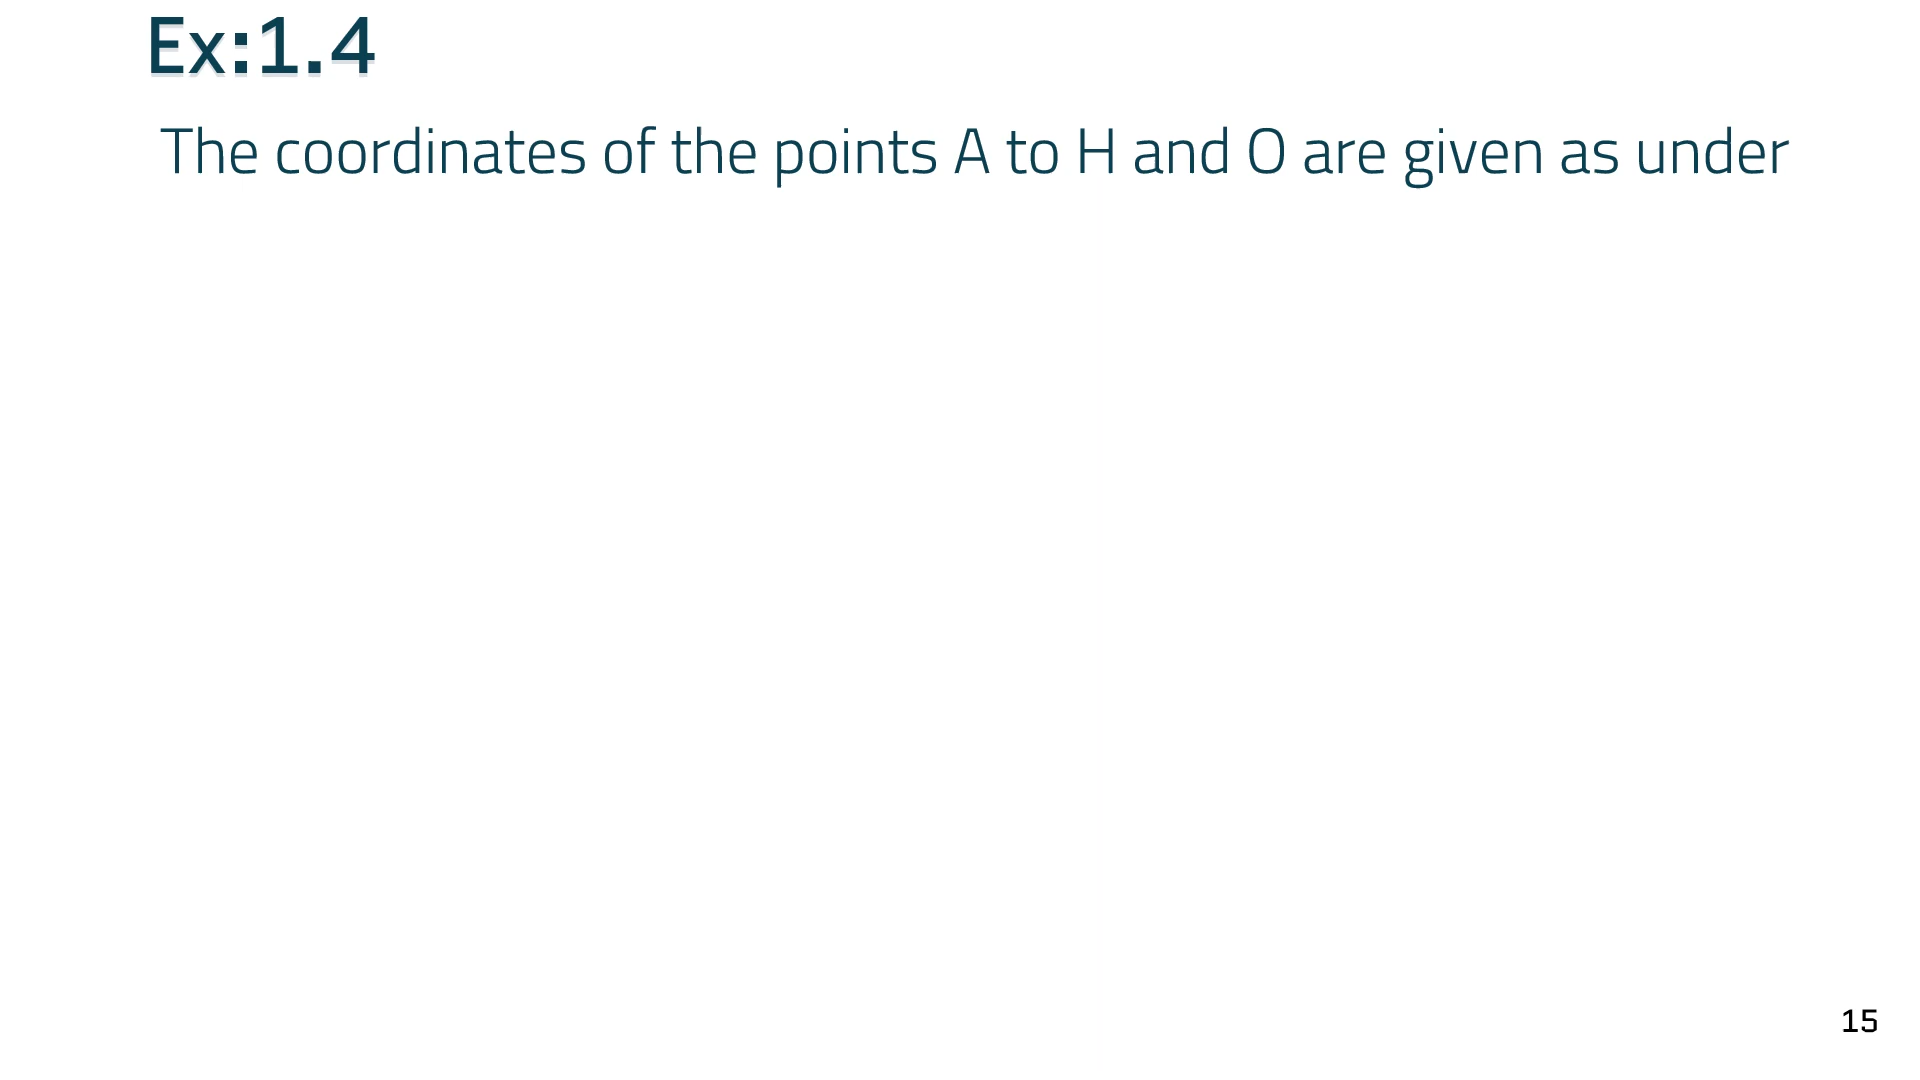 Ex:1.4
The coordinates of the points A to H and O are given as under
15